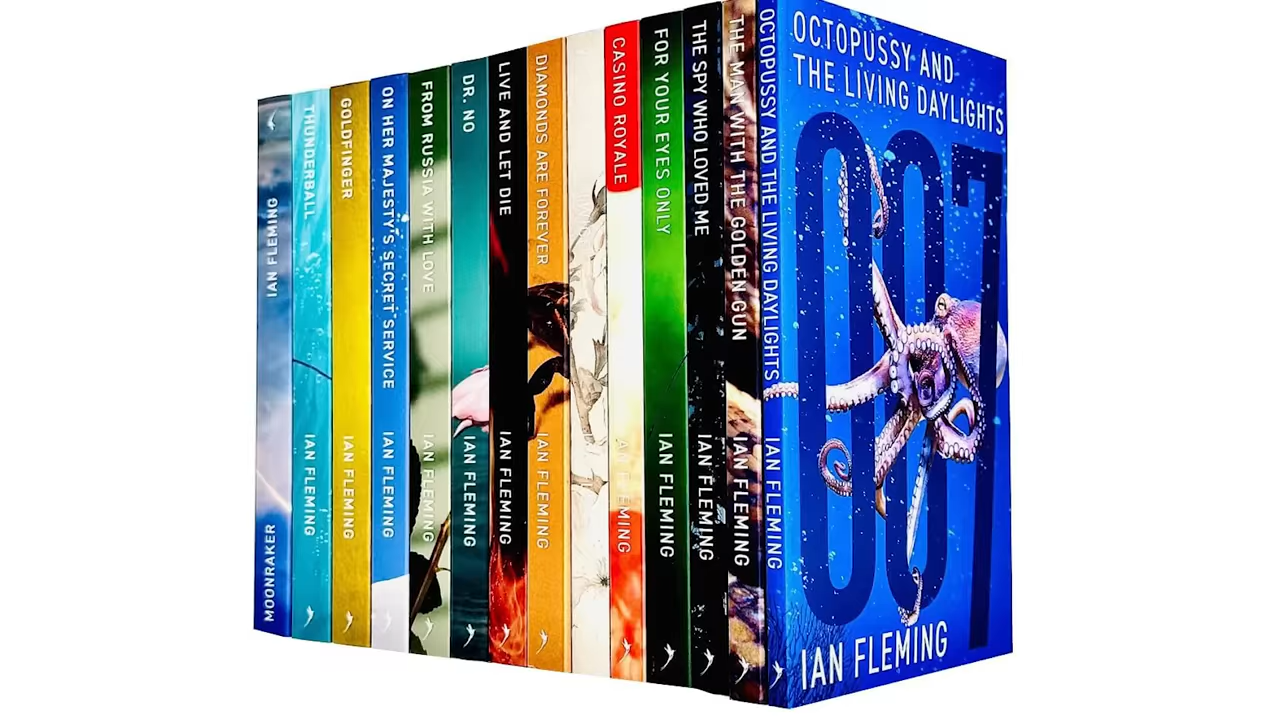 IAN FLEMING
MOONRAKER
THUNDERBALL
IAN FLEMING
GOLDFINGER
IAN FLEMING
ON HER MAJESTY'S SECRET SERVICE
IAN FLEMING
FROM RUSSIA WITH LOVE
IAN FLEMING
DR. NO
IAN FLEMING
LIVE AND LET DIE
IAN FLEMING
DIAMONDS ARE FOREVER
IAN FLEMING
CASINO ROYALE
IAN FLEMING
FOR YOUR EYES ONLY
IAN FLEMING
THE SPY WHO LOVED ME
IAN FLEMING
THE MAN WITH THE GOLDEN GUN
IAN FLEMING
OCTOPUSSY AND THE LIVING DAYLIGHTS
IAN FLEMING
OCTOPUSSY AND
THE LIVING DAYLIGHTS
007
IAN FLEMING